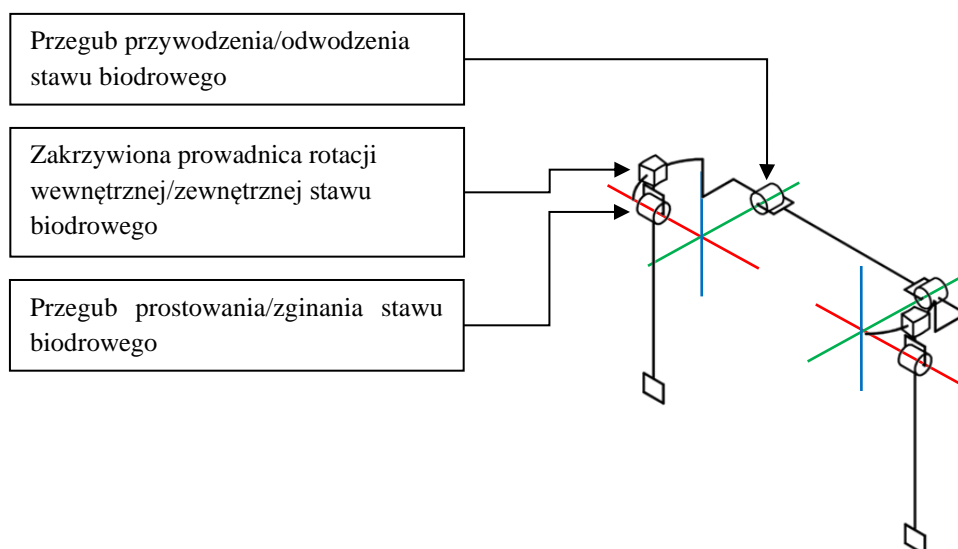 Przegub przywodzenia/odwodzenia
stawu biodrowego
Zakrzywiona prowadnica rotacji
wewnętrznej/zewnętrznej stawu
biodrowego
Przegub prostowania/zginania stawu
biodrowego